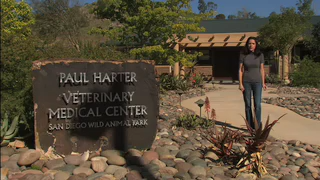 PAUL HARTER
VETERINARY
MEDICAL CENTER
SAN DIEGO WILD ANIMAL PARK